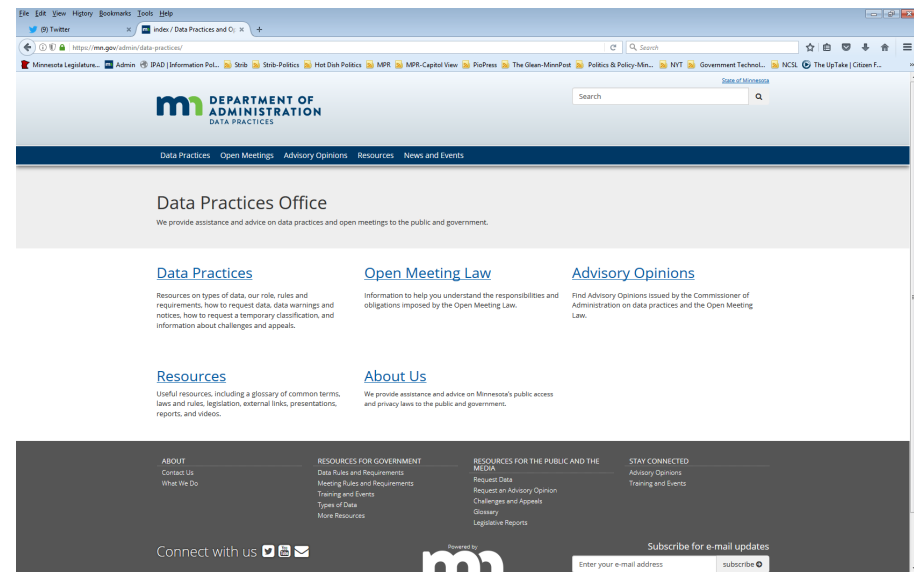 File Edit View History Bookmarks Tools Help
(9) Twitter × index / Data Practices and O × +
https://mn.gov/admin/data-practices/ Search
Minnesota Legislature... Admin IPAD | Information Pol... Strib Strib-Politics Hot Dish Politics MPR MPR-Capitol View PioPress The Glean-MinnPost Politics & Policy-Min... NYT Government Technol... NCSL The UpTake | Citizen F...
State of Minnesota
Search
DEPARTMENT OF
ADMINISTRATION
DATA PRACTICES
Data Practices Open Meetings Advisory Opinions Resources News and Events
Data Practices Office
We provide assistance and advice on data practices and open meetings to the public and government.
Data Practices
Resources on types of data, our role, rules and
requirements, how to request data, data warnings and
notices, how to request a temporary classification, and
information about challenges and appeals.
Open Meeting Law
Information to help you understand the responsibilities and
obligations imposed by the Open Meeting Law.
Advisory Opinions
Find Advisory Opinions issued by the Commissioner of
Administration on data practices and the Open Meeting
Law.
Resources
Useful resources, including a glossary of common terms,
laws and rules, legislation, external links, presentations,
reports, and videos.
About Us
We provide assistance and advice on Minnesota's public access
and privacy laws to the public and government.
ABOUT
Contact Us
What We Do
RESOURCES FOR GOVERNMENT
Data Rules and Requirements
Meeting Rules and Requirements
Training and Events
Types of Data
More Resources
RESOURCES FOR THE PUBLIC AND THE
MEDIA
Request Data
Request an Advisory Opinion
Challenges and Appeals
Glossary
Legislative Reports
STAY CONNECTED
Advisory Opinions
Training and Events
Connect with us
Powered by
Subscribe for e-mail updates
Enter your e-mail address subscribe